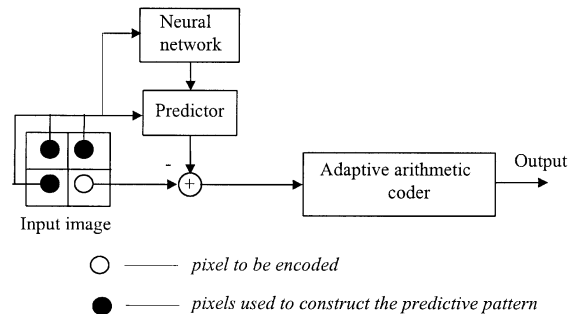 Neural
network
Predictor
-
+
Adaptive arithmetic
coder
Output
Input image
pixel to be encoded
pixels used to construct the predictive pattern